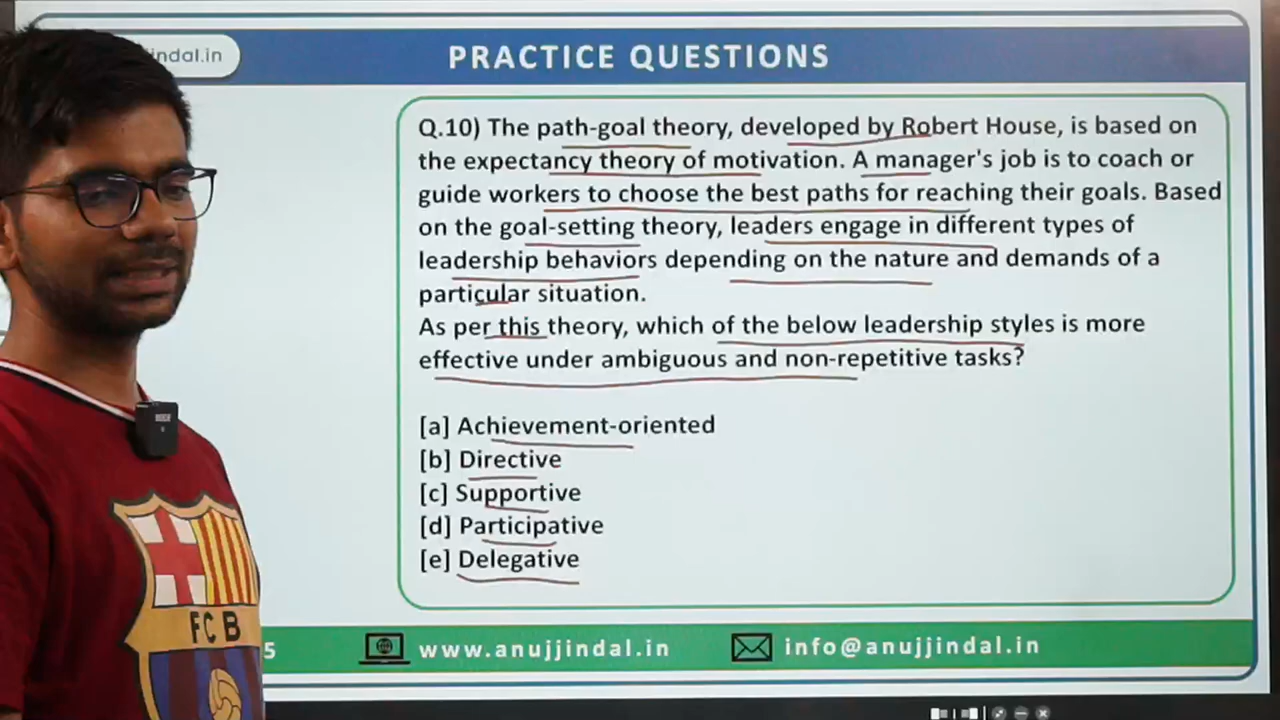 indal.in
PRACTICE QUESTIONS
Q.10) The path-goal theory, developed by Robert House, is based on
the expectancy theory of motivation. A manager's job is to coach or
guide workers to choose the best paths for reaching their goals. Based
on the goal-setting theory, leaders engage in different types of
leadership behaviors depending on the nature and demands of a
particular situation.
As per this theory, which of the below leadership styles is more
effective under ambiguous and non-repetitive tasks?
[a] Achievement-oriented
[b] Directive
[c] Supportive
[d] Participative
[e] Delegative
FCB
5
www.anujjindal.in
info@anujjindal.in